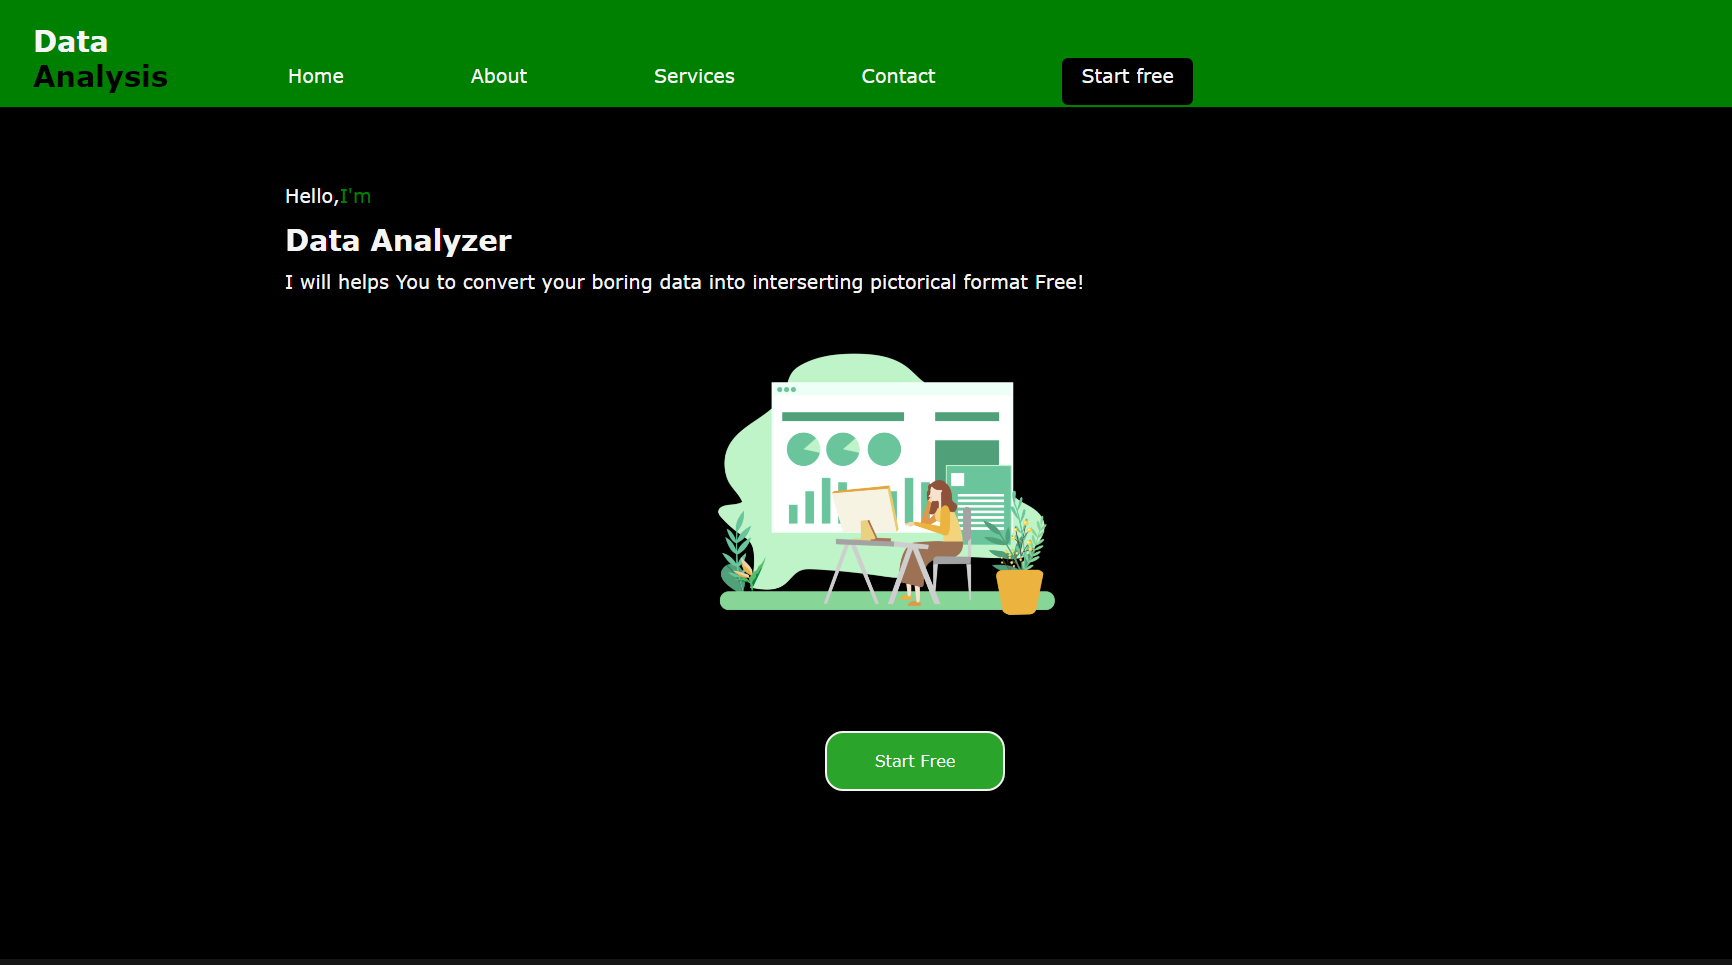 Data
Analysis
Home About Services Contact Start free
Hello,I'm
Data Analyzer
I will helps You to convert your boring data into interserting pictorical format Free!
Start Free